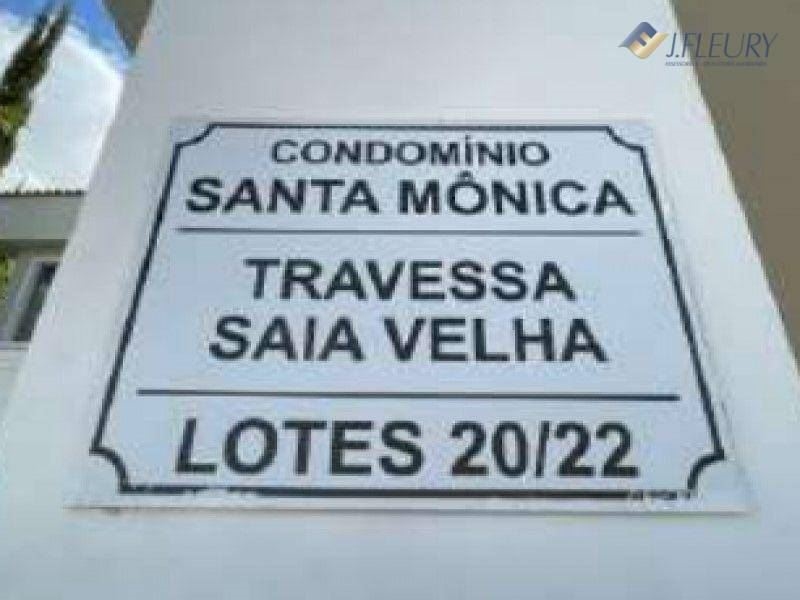 J.FLEURY
CONDOMÍNIO
SANTA MÔNICA
TRAVESSA
SAIA VELHA
LOTES 20/22